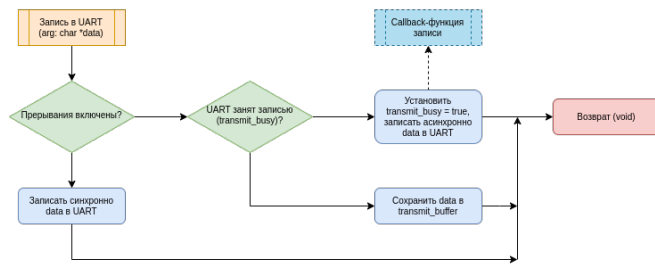 Запись в UART
(arg: char *data)
Callback-функция
записи
Прерывания включены?
UART занят записью
(transmit_busy)?
Установить
transmit_busy = true,
записать асинхронно
data в UART
Возврат (void)
Записать синхронно
data в UART
Сохранить data в
transmit_buffer